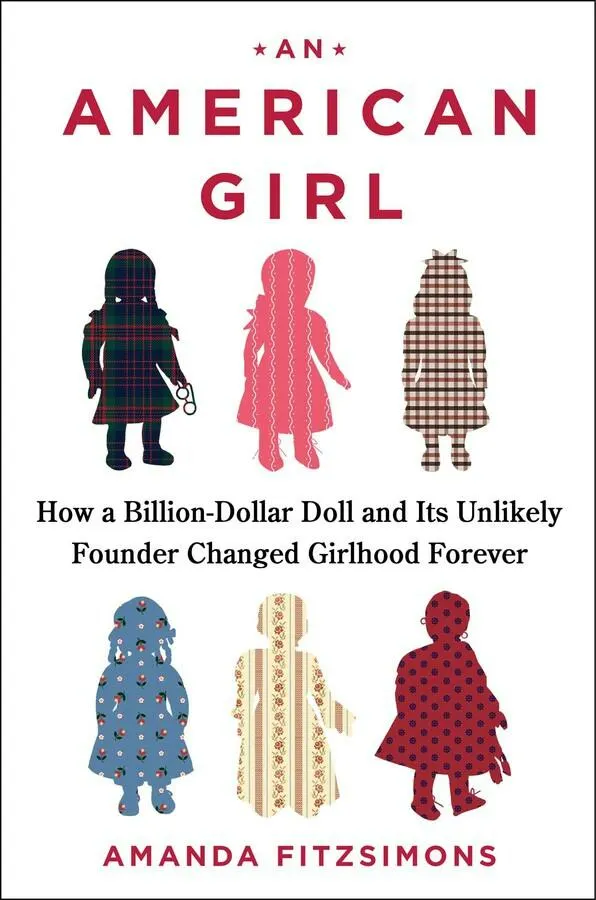 ★ AN ★
AMERICAN
GIRL
How a Billion-Dollar Doll and Its Unlikely
Founder Changed Girlhood Forever
AMANDA FITZSIMONS